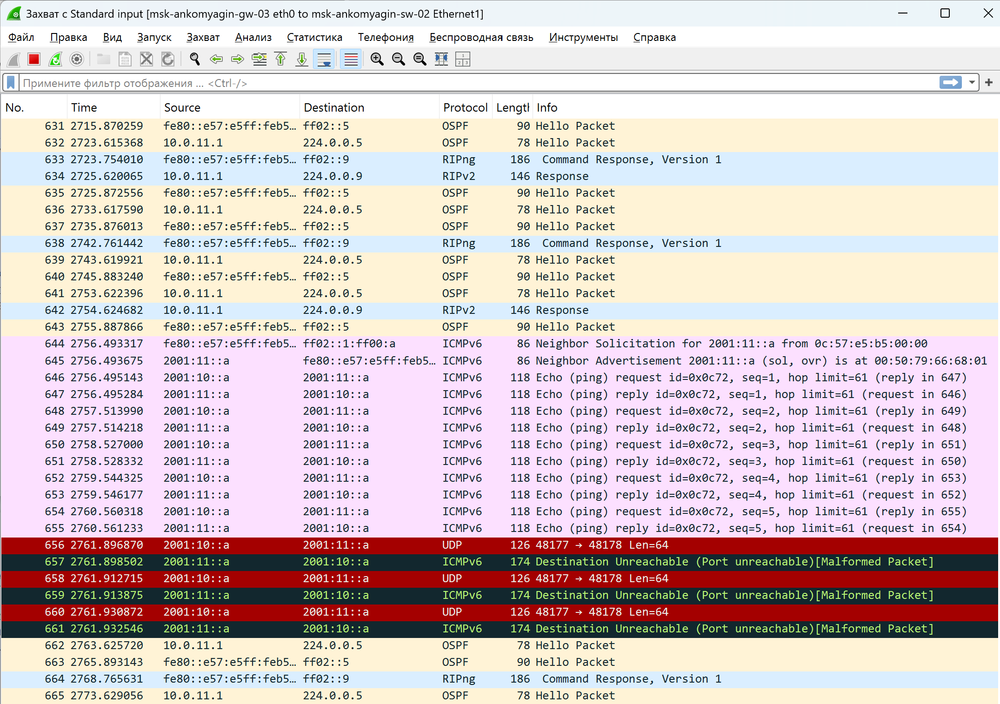 Захват с Standard input [msk-ankomyagin-gw-03 eth0 to msk-ankomyagin-sw-02 Ethernet1]
Файл Правка Вид Запуск Захват Анализ Статистика Телефония Беспроводная связь Инструменты Справка
Примените фильтр отображения ... <Ctrl-/>
No. Time Source Destination Protocol Length Info
631 2715.870259 fe80::e57:e5ff:feb5… ff02::5 OSPF 90 Hello Packet
632 2723.615368 10.0.11.1 224.0.0.5 OSPF 78 Hello Packet
633 2723.754010 fe80::e57:e5ff:feb5… ff02::9 RIPng 186 Command Response, Version 1
634 2725.620065 10.0.11.1 224.0.0.9 RIPv2 146 Response
635 2725.872556 fe80::e57:e5ff:feb5… ff02::5 OSPF 90 Hello Packet
636 2733.617590 10.0.11.1 224.0.0.5 OSPF 78 Hello Packet
637 2735.876013 fe80::e57:e5ff:feb5… ff02::5 OSPF 90 Hello Packet
638 2742.761442 fe80::e57:e5ff:feb5… ff02::9 RIPng 186 Command Response, Version 1
639 2743.619921 10.0.11.1 224.0.0.5 OSPF 78 Hello Packet
640 2745.883240 fe80::e57:e5ff:feb5… ff02::5 OSPF 90 Hello Packet
641 2753.622396 10.0.11.1 224.0.0.5 OSPF 78 Hello Packet
642 2754.624682 10.0.11.1 224.0.0.9 RIPv2 146 Response
643 2755.887866 fe80::e57:e5ff:feb5… ff02::5 OSPF 90 Hello Packet
644 2756.493317 fe80::e57:e5ff:feb5… ff02::1:ff00:a ICMPv6 86 Neighbor Solicitation for 2001:11::a from 0c:57:e5:b5:00:00
645 2756.493675 2001:11::a fe80::e57:e5ff:feb5… ICMPv6 86 Neighbor Advertisement 2001:11::a (sol, ovr) is at 00:50:79:66:68:01
646 2756.495143 2001:10::a 2001:11::a ICMPv6 118 Echo (ping) request id=0x0c72, seq=1, hop limit=61 (reply in 647)
647 2756.495284 2001:11::a 2001:10::a ICMPv6 118 Echo (ping) reply id=0x0c72, seq=1, hop limit=61 (request in 646)
648 2757.513990 2001:10::a 2001:11::a ICMPv6 118 Echo (ping) request id=0x0c72, seq=2, hop limit=61 (reply in 649)
649 2757.514218 2001:11::a 2001:10::a ICMPv6 118 Echo (ping) reply id=0x0c72, seq=2, hop limit=61 (request in 648)
650 2758.527000 2001:10::a 2001:11::a ICMPv6 118 Echo (ping) request id=0x0c72, seq=3, hop limit=61 (reply in 651)
651 2758.528332 2001:11::a 2001:10::a ICMPv6 118 Echo (ping) reply id=0x0c72, seq=3, hop limit=61 (request in 650)
652 2759.544325 2001:10::a 2001:11::a ICMPv6 118 Echo (ping) request id=0x0c72, seq=4, hop limit=61 (reply in 653)
653 2759.546177 2001:11::a 2001:10::a ICMPv6 118 Echo (ping) reply id=0x0c72, seq=4, hop limit=61 (request in 652)
654 2760.560318 2001:10::a 2001:11::a ICMPv6 118 Echo (ping) request id=0x0c72, seq=5, hop limit=61 (reply in 655)
655 2760.561233 2001:11::a 2001:10::a ICMPv6 118 Echo (ping) reply id=0x0c72, seq=5, hop limit=61 (request in 654)
656 2761.896870 2001:10::a 2001:11::a UDP 126 48177 → 48178 Len=64
657 2761.898502 2001:11::a 2001:10::a ICMPv6 174 Destination Unreachable (Port unreachable)[Malformed Packet]
658 2761.912715 2001:10::a 2001:11::a UDP 126 48177 → 48178 Len=64
659 2761.913875 2001:11::a 2001:10::a ICMPv6 174 Destination Unreachable (Port unreachable)[Malformed Packet]
660 2761.930872 2001:10::a 2001:11::a UDP 126 48177 → 48178 Len=64
661 2761.932546 2001:11::a 2001:10::a ICMPv6 174 Destination Unreachable (Port unreachable)[Malformed Packet]
662 2763.625720 10.0.11.1 224.0.0.5 OSPF 78 Hello Packet
663 2765.893143 fe80::e57:e5ff:feb5… ff02::5 OSPF 90 Hello Packet
664 2768.765631 fe80::e57:e5ff:feb5… ff02::9 RIPng 186 Command Response, Version 1
665 2773.629056 10.0.11.1 224.0.0.5 OSPF 78 Hello Packet